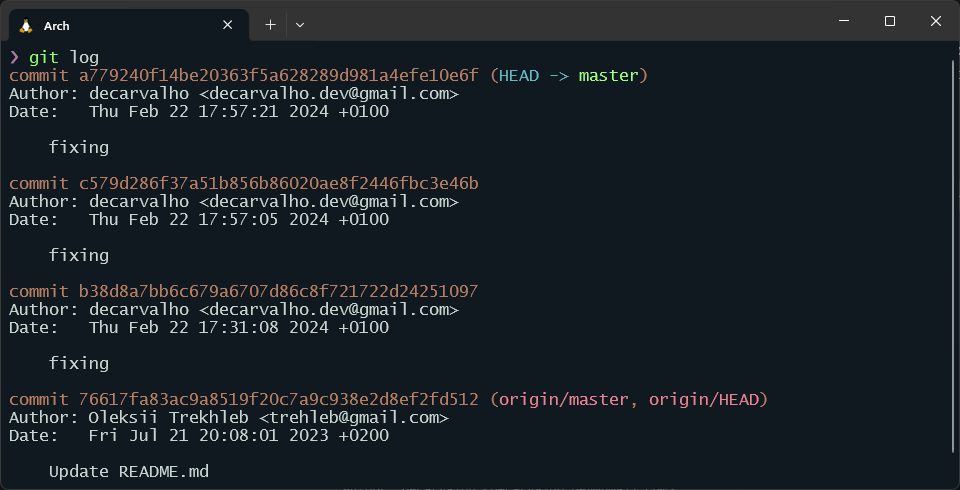 Arch
❯ git log
commit a779240f14be20363f5a628289d981a4efe10e6f (HEAD -> master)
Author: decarvalho <decarvalho.dev@gmail.com>
Date:   Thu Feb 22 17:57:21 2024 +0100
fixing
commit c579d286f37a51b856b86020ae8f2446fbc3e46b
Author: decarvalho <decarvalho.dev@gmail.com>
Date:   Thu Feb 22 17:57:05 2024 +0100
fixing
commit b38d8a7bb6c679a6707d86c8f721722d24251097
Author: decarvalho <decarvalho.dev@gmail.com>
Date:   Thu Feb 22 17:31:08 2024 +0100
fixing
commit 76617fa83ac9a8519f20c7a9c938e2d8ef2fd512 (origin/master, origin/HEAD)
Author: Oleksii Trekhleb <trehleb@gmail.com>
Date:   Fri Jul 21 20:08:01 2023 +0200
Update README.md